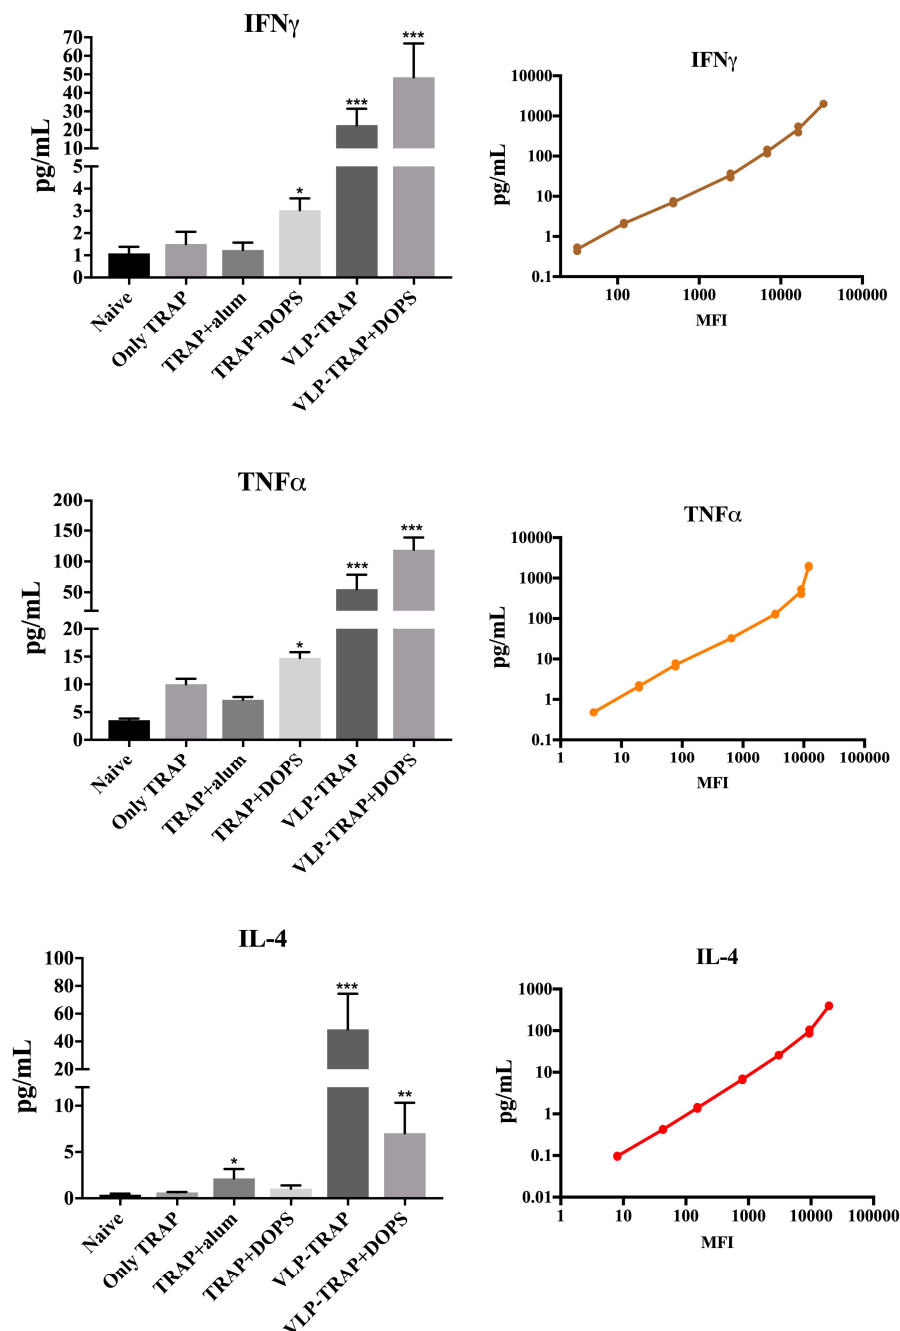 IFNγ
70
60
50
40
30
20
10
5
4
3
2
1
0
pg/mL
*
***
***
Naive
Only TRAP
TRAP+alum
TRAP+DOPS
VLP-TRAP
VLP-TRAP+DOPS
IFNγ
10000
1000
100
10
1
0.1
pg/mL
100 1000 10000 100000
MFI
TNFα
200
150
100
50
20
15
10
5
0
pg/mL
*
***
***
Naive
Only TRAP
TRAP+alum
TRAP+DOPS
VLP-TRAP
VLP-TRAP+DOPS
TNFα
10000
1000
100
10
1
0.1
pg/mL
1 10 100 1000 10000 100000
MFI
IL-4
100
80
60
40
20
10
5
0
pg/mL
*
***
**
Naive
Only TRAP
TRAP+alum
TRAP+DOPS
VLP-TRAP
VLP-TRAP+DOPS
IL-4
1000
100
10
1
0.1
0.01
pg/mL
1 10 100 1000 10000 100000
MFI